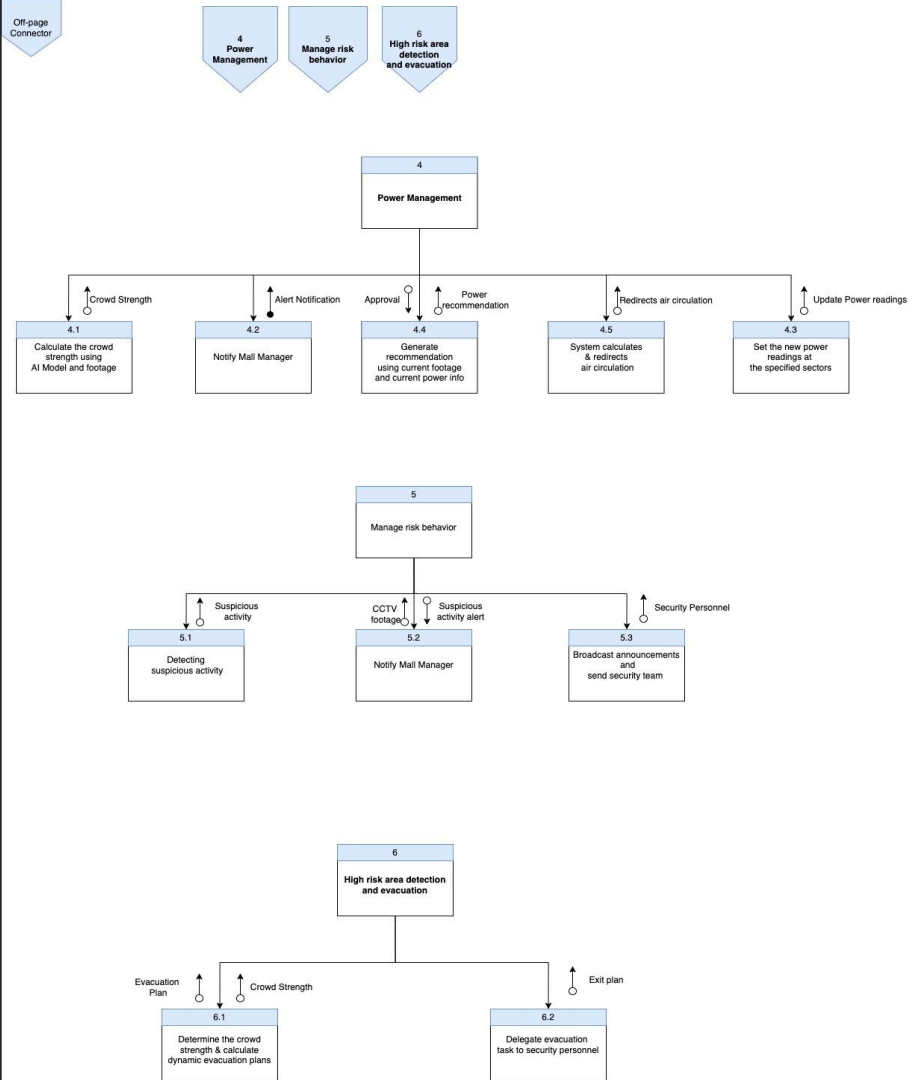 Off-page
Connector
4
Power
Management
5
Manage risk
behavior
6
High risk area
detection
and evacuation
4
Power Management
Crowd Strength
Alert Notification
Approval
Power
recommendation
Redirects air circulation
Update Power readings
4.1
Calculate the crowd
strength using
AI Model and footage
4.2
Notify Mall Manager
4.4
Generate
recommendation
using current footage
and current power info
4.5
System calculates
& redirects
air circulation
4.3
Set the new power
readings at
the specified sectors
5
Manage risk behavior
Suspicious
activity
CCTV
footage
Suspicious
activity alert
Security Personnel
5.1
Detecting
suspicious activity
5.2
Notify Mall Manager
5.3
Broadcast announcements
and
send security team
6
High risk area detection
and evacuation
Evacuation
Plan
Crowd Strength
Exit plan
6.1
Determine the crowd
strength & calculate
dynamic evacuation plans
6.2
Delegate evacuation
task to security personnel